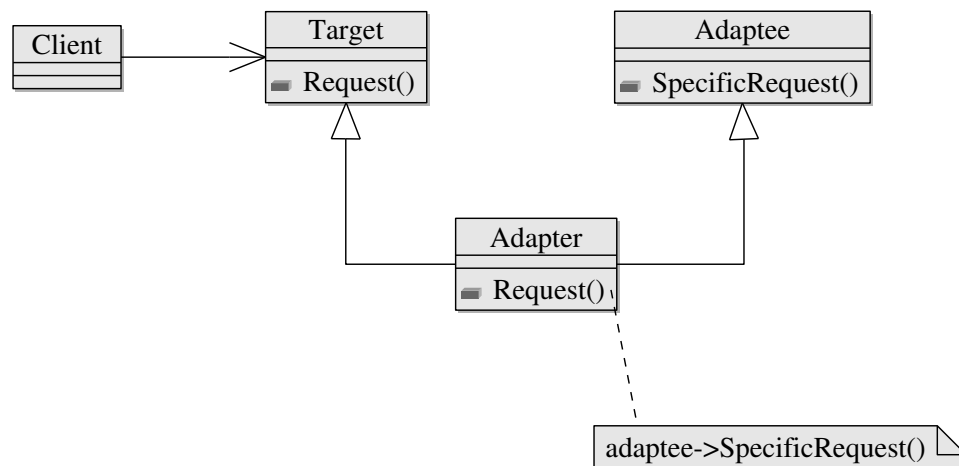 Client
Target
Request()
Adaptee
SpecificRequest()
Adapter
Request()
adaptee->SpecificRequest()